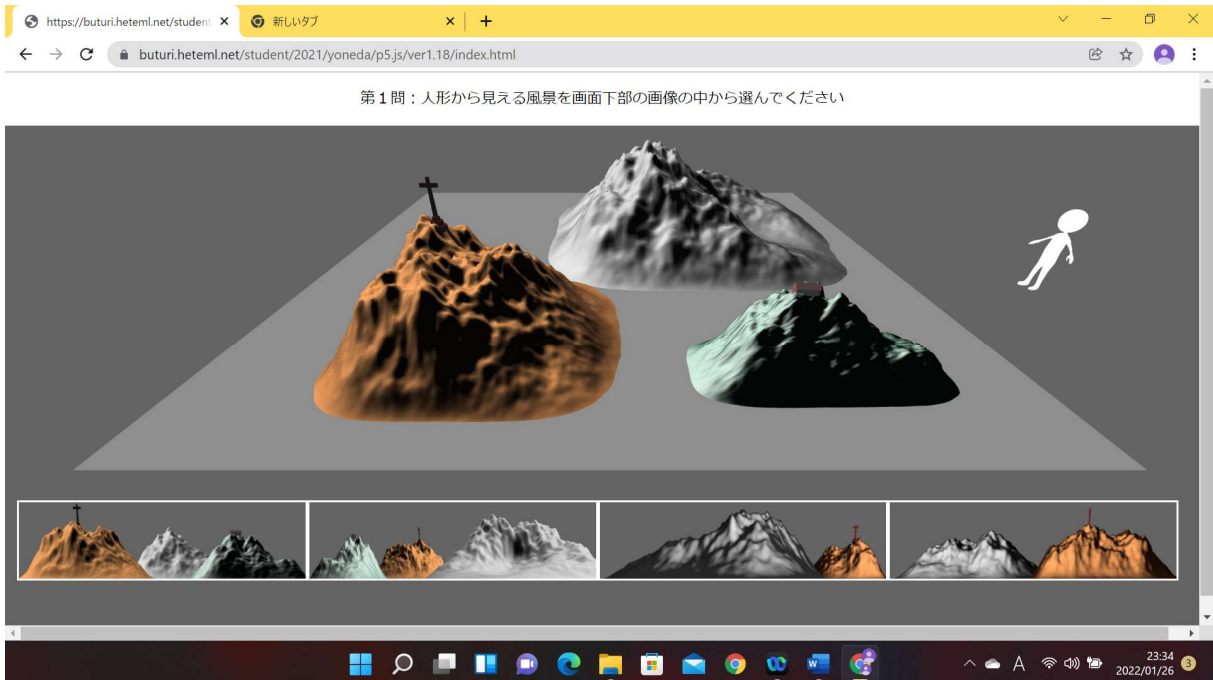 https://buturi.heteml.net/student
新しいタブ
buturi.heteml.net/student/2021/yoneda/p5.js/ver1.18/index.html
第１問：人形から見える風景を画面下部の画像の中から選んでください
A
23:34
2022/01/26
3